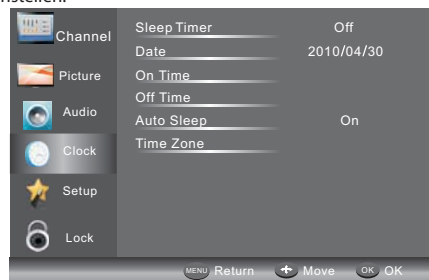 nstellen.
Channel
Picture
Audio
Clock
Setup
Lock
Sleep Timer Off
Date 2010/04/30
On Time
Off Time
Auto Sleep On
Time Zone
MENU Return Move OK OK